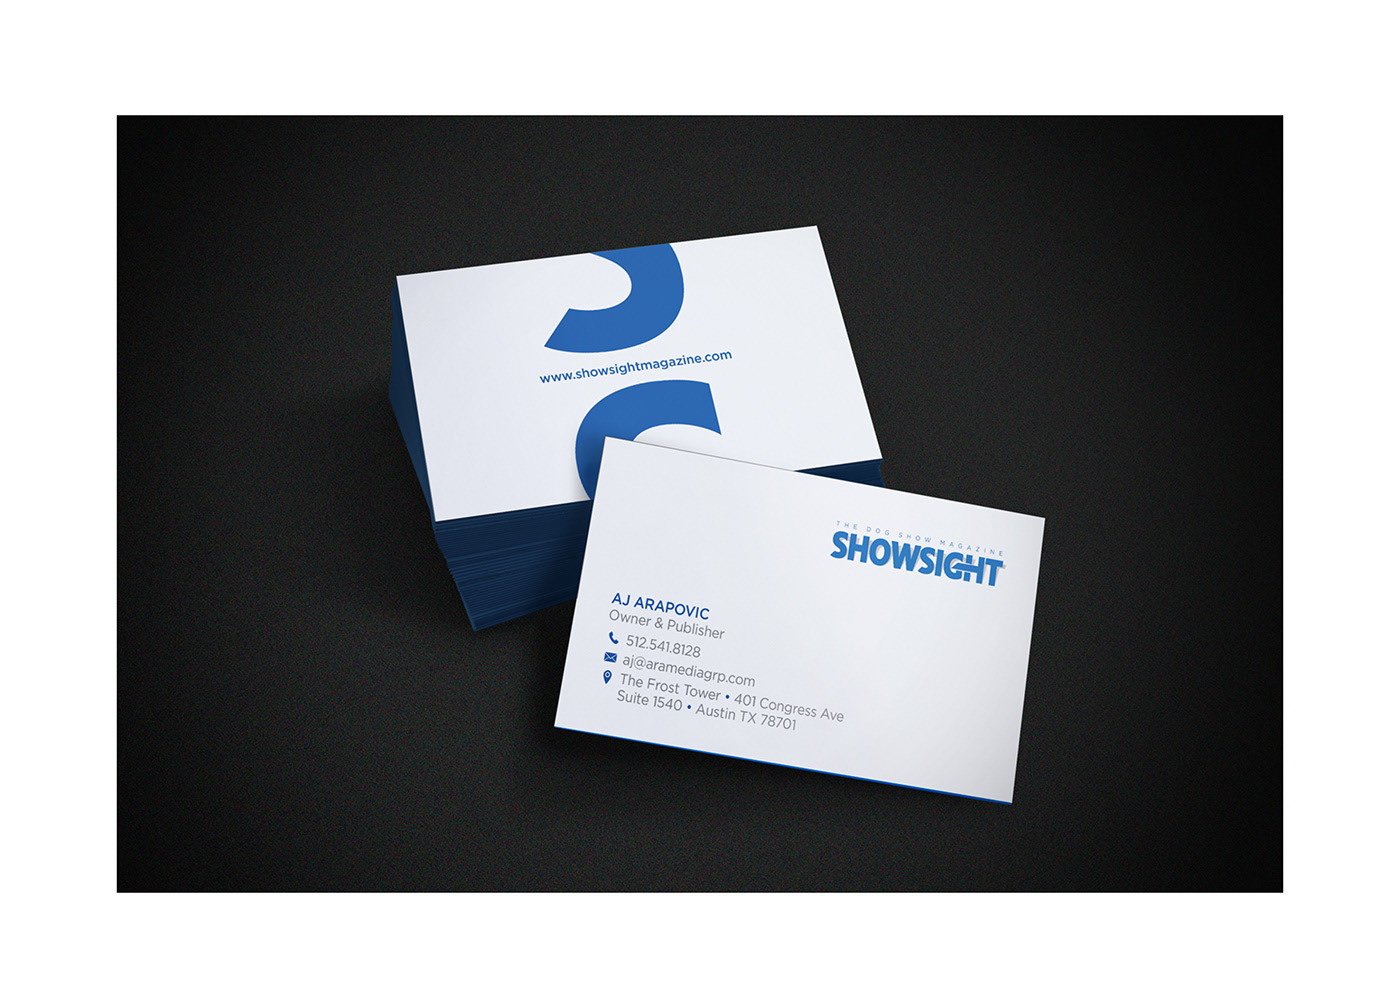 www.showsightmagazine.com
THE DOG SHOW MAGAZINE
SHOWSIGHT
AJ ARAPOVIC
Owner & Publisher
512.541.8128
aj@aramediagrp.com
The Frost Tower • 401 Congress Ave
Suite 1540 • Austin TX 78701